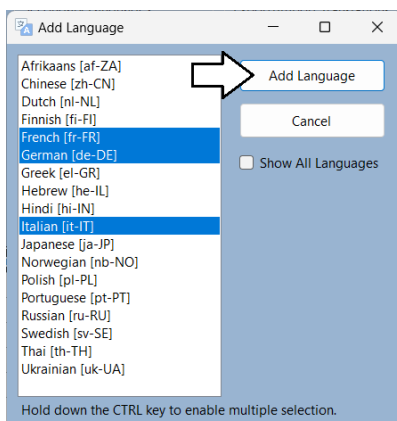 Add Language
Afrikaans [af-ZA]
Chinese [zh-CN]
Dutch [nl-NL]
Finnish [fi-FI]
French [fr-FR]
German [de-DE]
Greek [el-GR]
Hebrew [he-IL]
Hindi [hi-IN]
Italian [it-IT]
Japanese [ja-JP]
Norwegian [nb-NO]
Polish [pl-PL]
Portuguese [pt-PT]
Russian [ru-RU]
Swedish [sv-SE]
Thai [th-TH]
Ukrainian [uk-UA]
Add Language
Cancel
Show All Languages
Hold down the CTRL key to enable multiple selection.